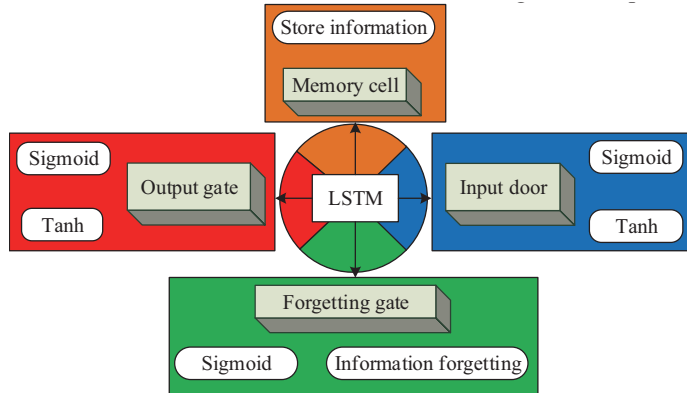 Store information
Memory cell
Sigmoid
Output gate
Tanh
LSTM
Input door
Sigmoid
Tanh
Forgetting gate
Sigmoid
Information forgetting